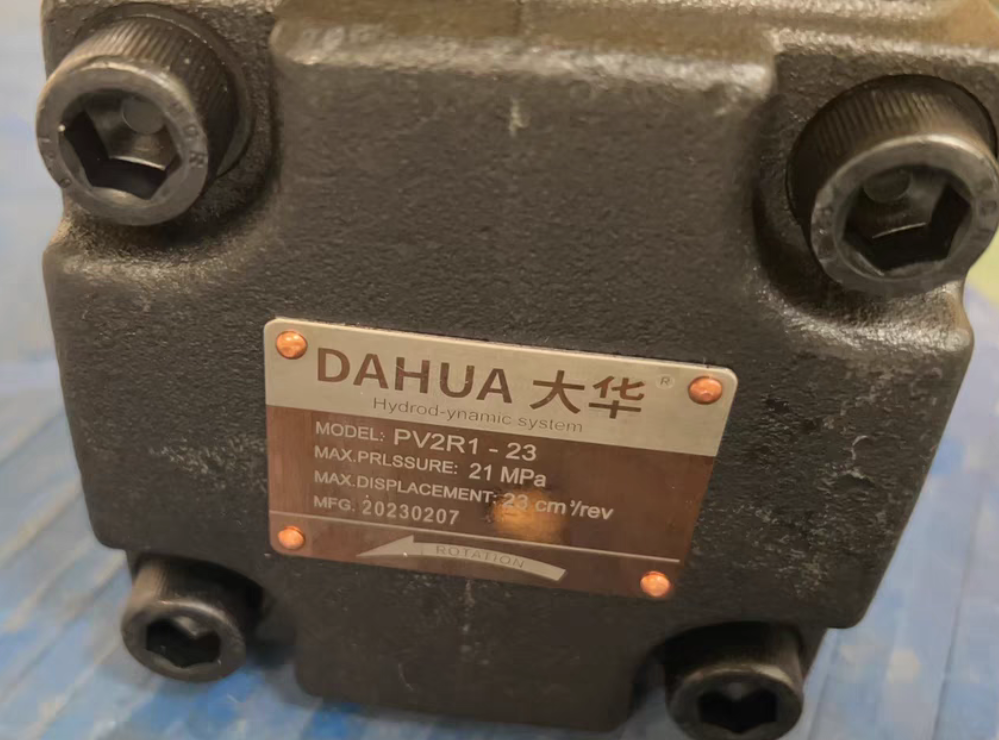 DAHUA 大华 ®
Hydrod-ynamic system
MODEL: PV2R1 - 23
MAX.PRLSSURE: 21 MPa
MAX.DISPLACEMENT: 23 cm³/rev
MFG. 20230207
ROTATION